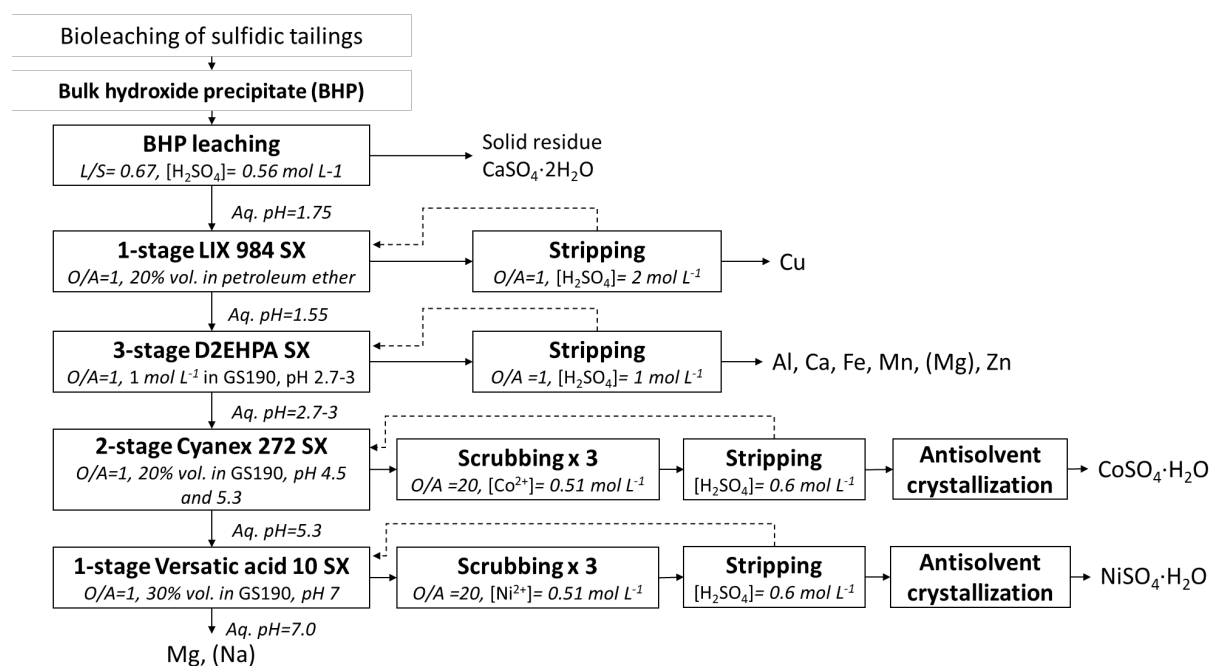 Bioleaching of sulfidic tailings
Bulk hydroxide precipitate (BHP)
BHP leaching
L/S= 0.67, [H₂SO₄]= 0.56 mol L-1
Solid residue
CaSO₄·2H₂O
Aq. pH=1.75
1-stage LIX 984 SX
O/A=1, 20% vol. in petroleum ether
Stripping
O/A=1, [H₂SO₄]= 2 mol L⁻¹
Cu
Aq. pH=1.55
3-stage D2EHPA SX
O/A=1, 1 mol L⁻¹ in GS190, pH 2.7-3
Stripping
O/A =1, [H₂SO₄]= 1 mol L⁻¹
Al, Ca, Fe, Mn, (Mg), Zn
Aq. pH=2.7-3
2-stage Cyanex 272 SX
O/A=1, 20% vol. in GS190, pH 4.5
and 5.3
Scrubbing x 3
O/A =20, [Co²⁺]= 0.51 mol L⁻¹
Stripping
[H₂SO₄]= 0.6 mol L⁻¹
Antisolvent
crystallization
CoSO₄·H₂O
Aq. pH=5.3
1-stage Versatic acid 10 SX
O/A=1, 30% vol. in GS190, pH 7
Scrubbing x 3
O/A =20, [Ni²⁺]= 0.51 mol L⁻¹
Stripping
[H₂SO₄]= 0.6 mol L⁻¹
Antisolvent
crystallization
NiSO₄·H₂O
Aq. pH=7.0
Mg, (Na)